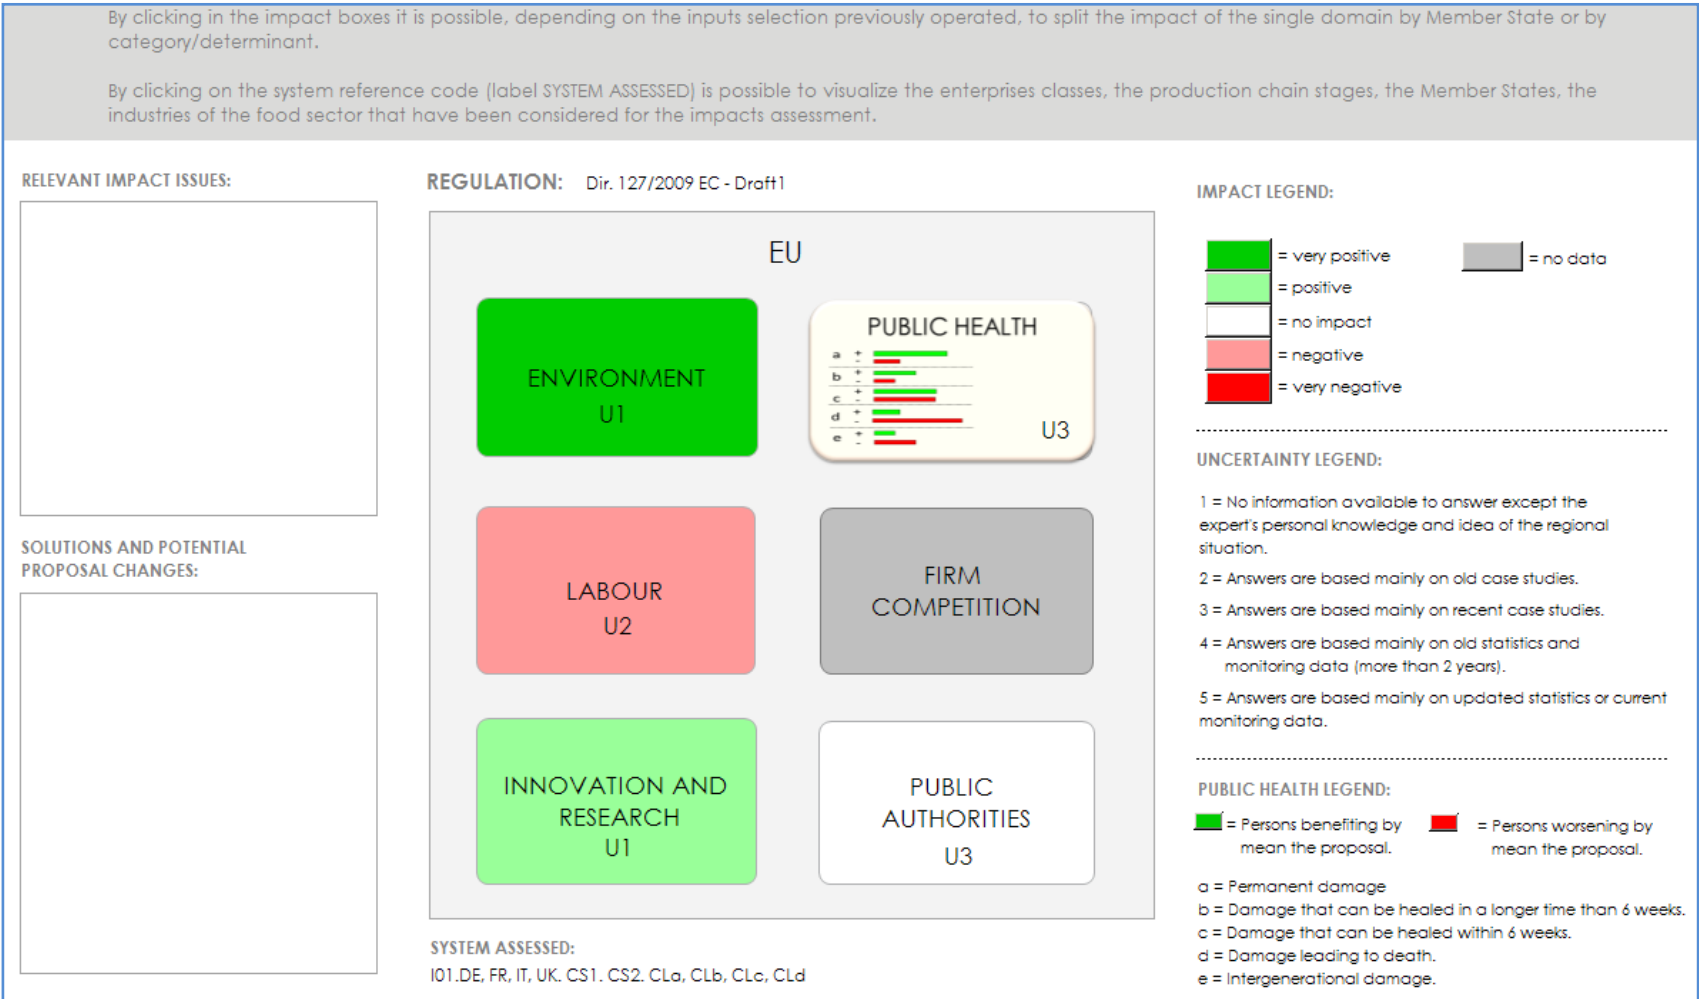 By clicking in the impact boxes it is possible, depending on the inputs selection previously operated, to split the impact of the single domain by Member State or by
category/determinant.
By clicking on the system reference code (label SYSTEM ASSESSED) is possible to visualize the enterprises classes, the production chain stages, the Member States, the
industries of the food sector that have been considered for the impacts assessment.
RELEVANT IMPACT ISSUES:
SOLUTIONS AND POTENTIAL
PROPOSAL CHANGES:
REGULATION: Dir. 127/2009 EC - Draft1
EU
ENVIRONMENT
U1
PUBLIC HEALTH
a + -
b + -
c + -
d + -
e + -
U3
LABOUR
U2
FIRM
COMPETITION
INNOVATION AND
RESEARCH
U1
PUBLIC
AUTHORITIES
U3
SYSTEM ASSESSED:
I01.DE, FR, IT, UK. CS1. CS2. CLa, CLb, CLc, CLd
IMPACT LEGEND:
= very positive
= no data
= positive
= no impact
= negative
= very negative
UNCERTAINTY LEGEND:
1 = No information available to answer except the
expert's personal knowledge and idea of the regional
situation.
2 = Answers are based mainly on old case studies.
3 = Answers are based mainly on recent case studies.
4 = Answers are based mainly on old statistics and
monitoring data (more than 2 years).
5 = Answers are based mainly on updated statistics or current
monitoring data.
PUBLIC HEALTH LEGEND:
= Persons benefiting by
mean the proposal.
= Persons worsening by
mean the proposal.
a = Permanent damage
b = Damage that can be healed in a longer time than 6 weeks.
c = Damage that can be healed within 6 weeks.
d = Damage leading to death.
e = Intergenerational damage.